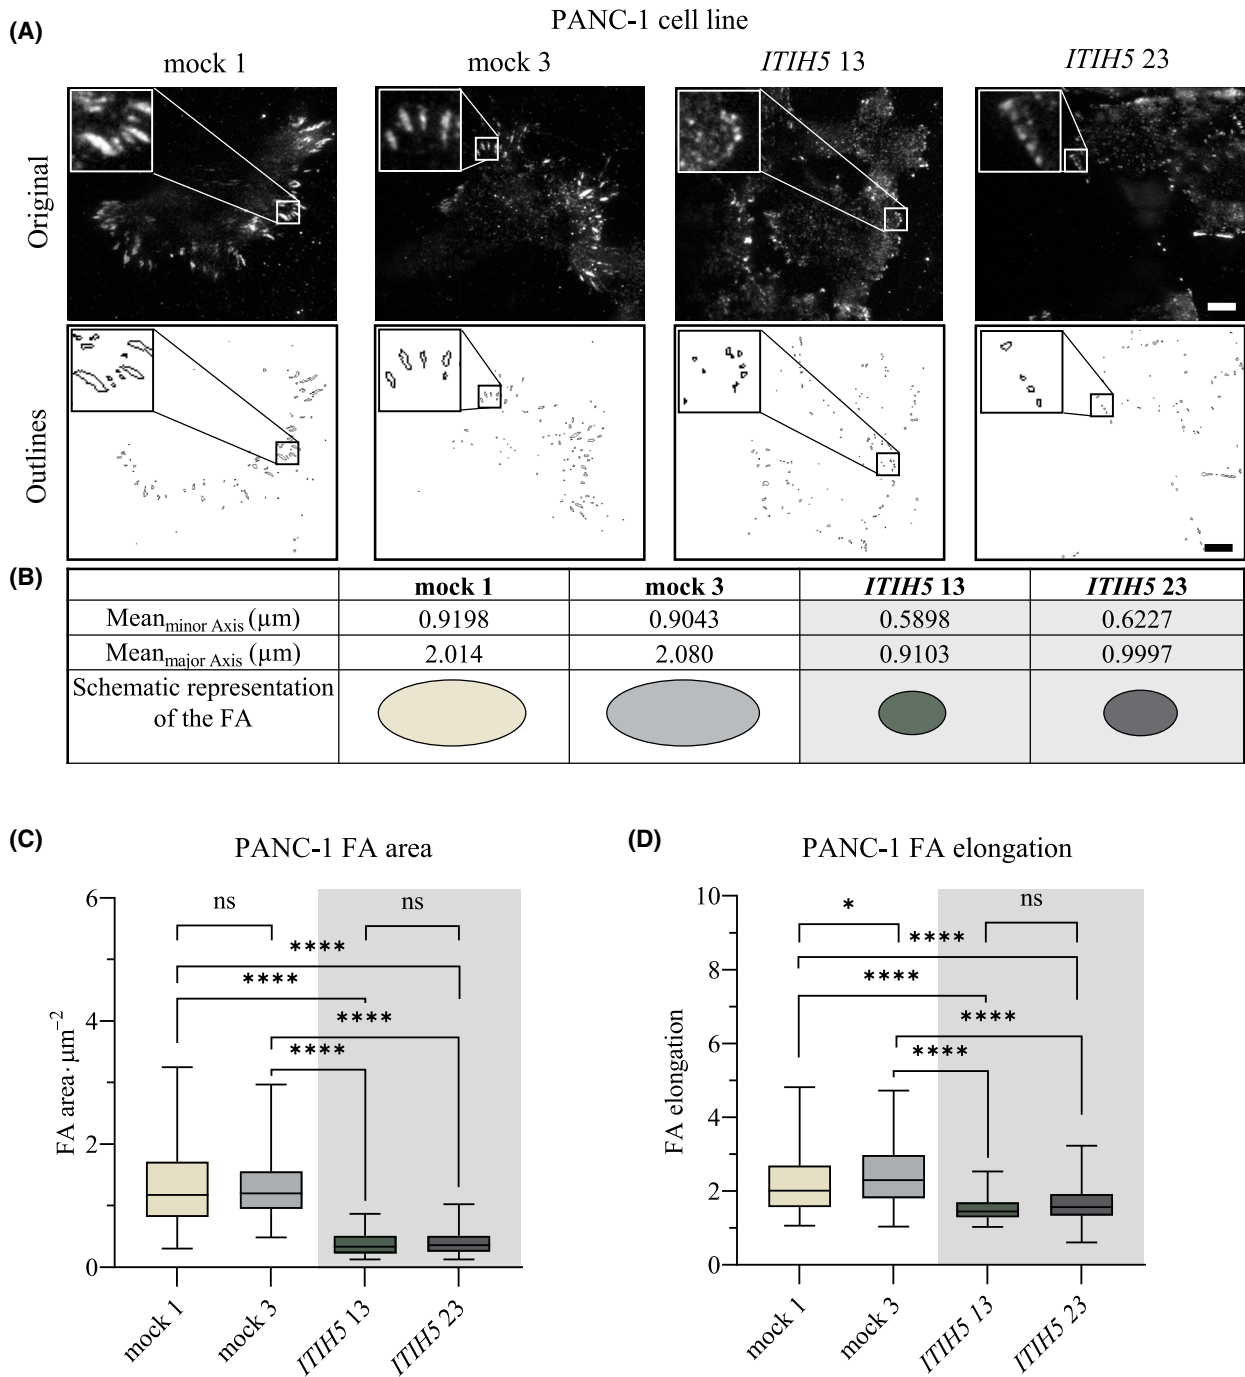 (A)
PANC-1 cell line
mock 1 mock 3 ITIH5 13 ITIH5 23
Original
Outlines
(B)
mock 1 mock 3 ITIH5 13 ITIH5 23
Mean minor Axis (µm) 0.9198 0.9043 0.5898 0.6227
Mean major Axis (µm) 2.014 2.080 0.9103 0.9997
Schematic representation
of the FA
(C)
PANC-1 FA area
FA area·µm⁻²
6
4
2
0
ns
ns
****
****
****
****
mock 1
mock 3
ITIH5 13
ITIH5 23
(D)
PANC-1 FA elongation
FA elongation
10
8
6
4
2
0
*
ns
****
****
****
****
mock 1
mock 3
ITIH5 13
ITIH5 23